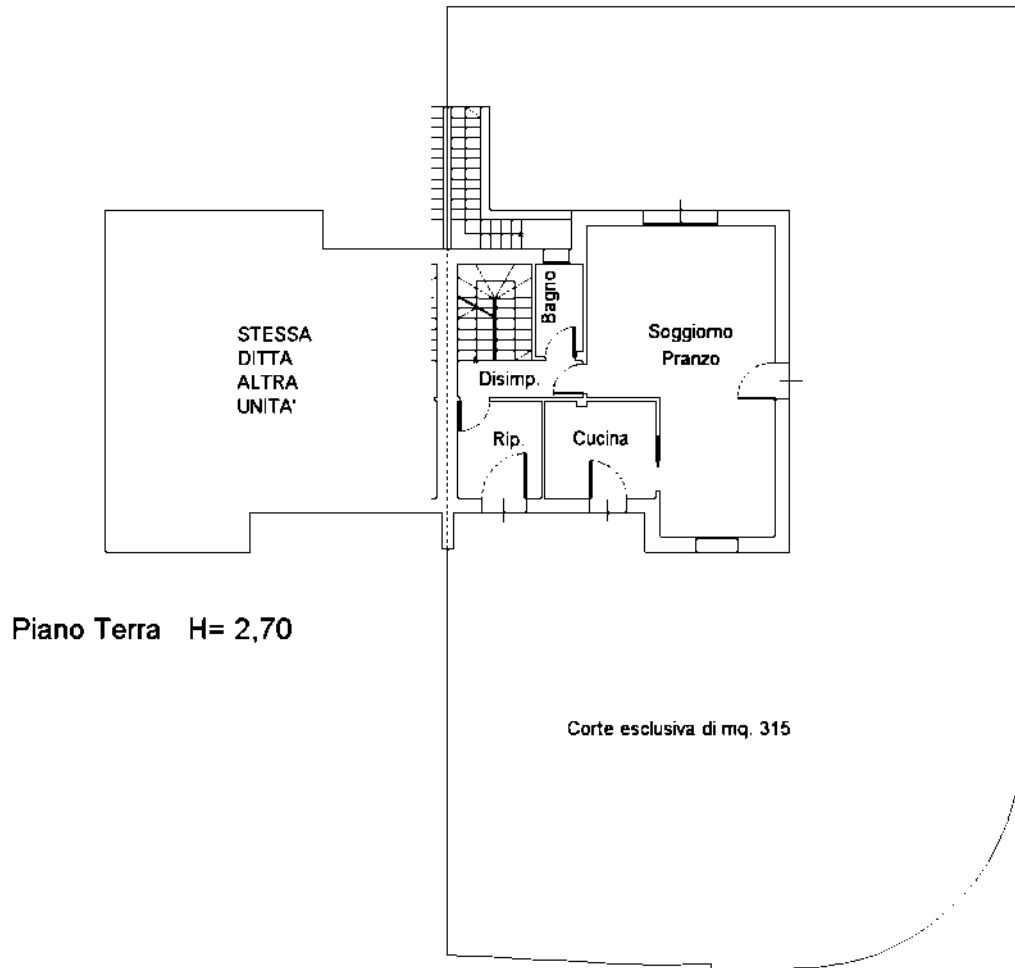 STESSA
DITTA
ALTRA
UNITA'
Bagno
Soggiorno
Pranzo
Disimp.
Rip.
Cucina
Piano Terra H= 2,70
Corte esclusiva di mq. 315